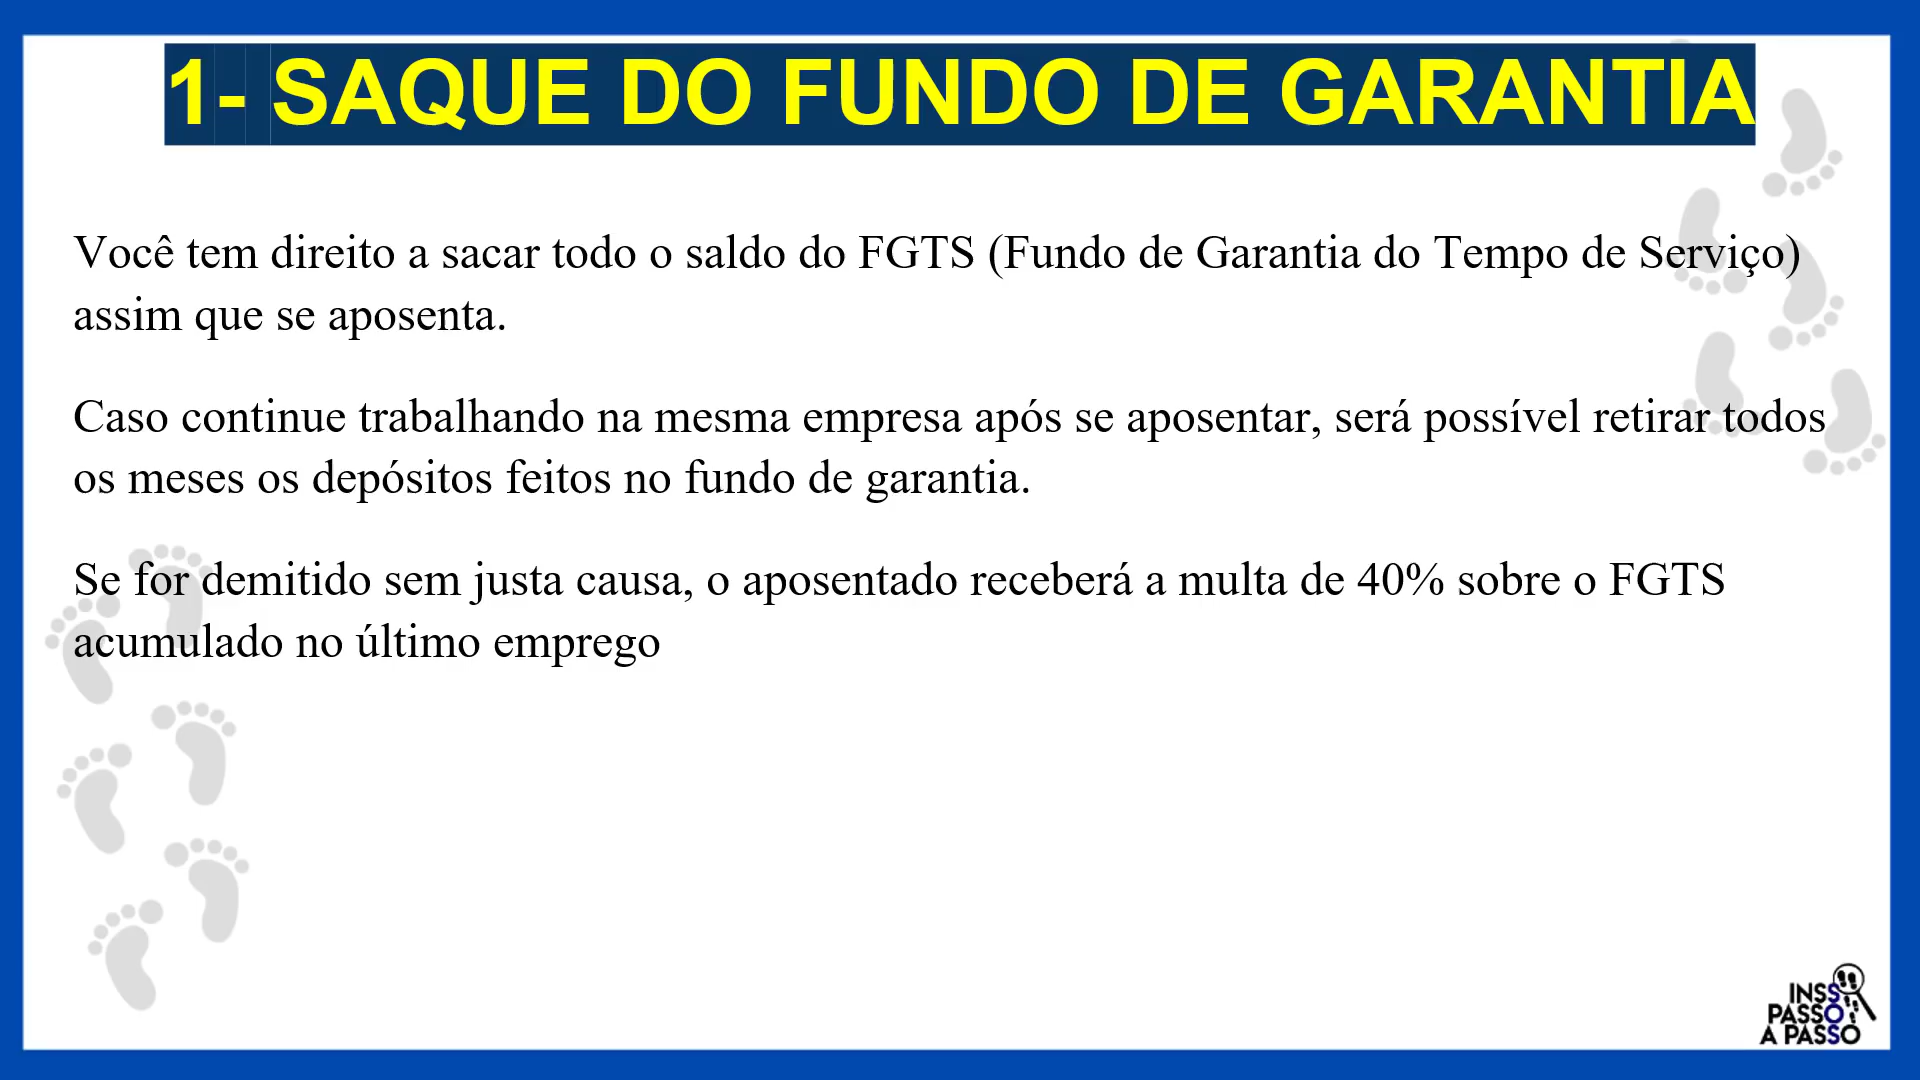 1- SAQUE DO FUNDO DE GARANTIA
Você tem direito a sacar todo o saldo do FGTS (Fundo de Garantia do Tempo de Serviço)
assim que se aposenta.
Caso continue trabalhando na mesma empresa após se aposentar, será possível retirar todos
os meses os depósitos feitos no fundo de garantia.
Se for demitido sem justa causa, o aposentado receberá a multa de 40% sobre o FGTS
acumulado no último emprego
INSS
PASSO
A PASSO